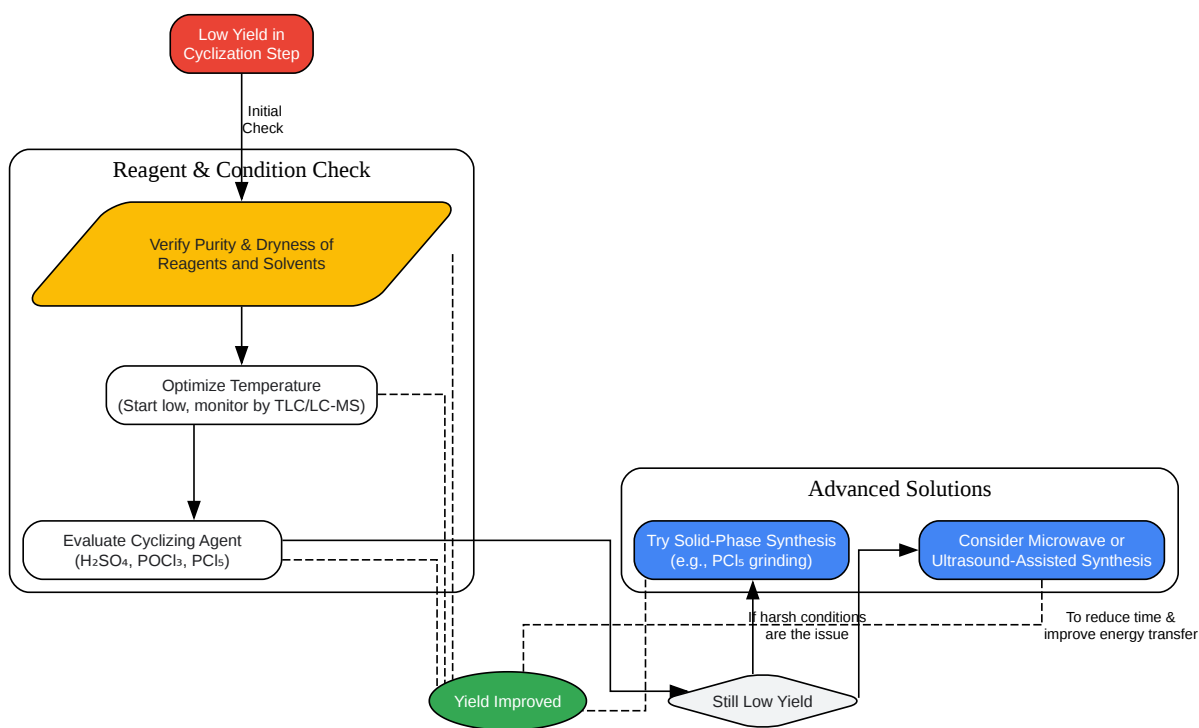 Low Yield in
Cyclization Step
Initial
Check
Reagent & Condition Check
Verify Purity & Dryness of
Reagents and Solvents
Optimize Temperature
(Start low, monitor by TLC/LC-MS)
Evaluate Cyclizing Agent
(H₂SO₄, POCl₃, PCl₅)
Advanced Solutions
Try Solid-Phase Synthesis
(e.g., PCl₅ grinding)
Consider Microwave or
Ultrasound-Assisted Synthesis
If harsh conditions
are the issue
To reduce time &
improve energy transfer
Yield Improved
Still Low Yield